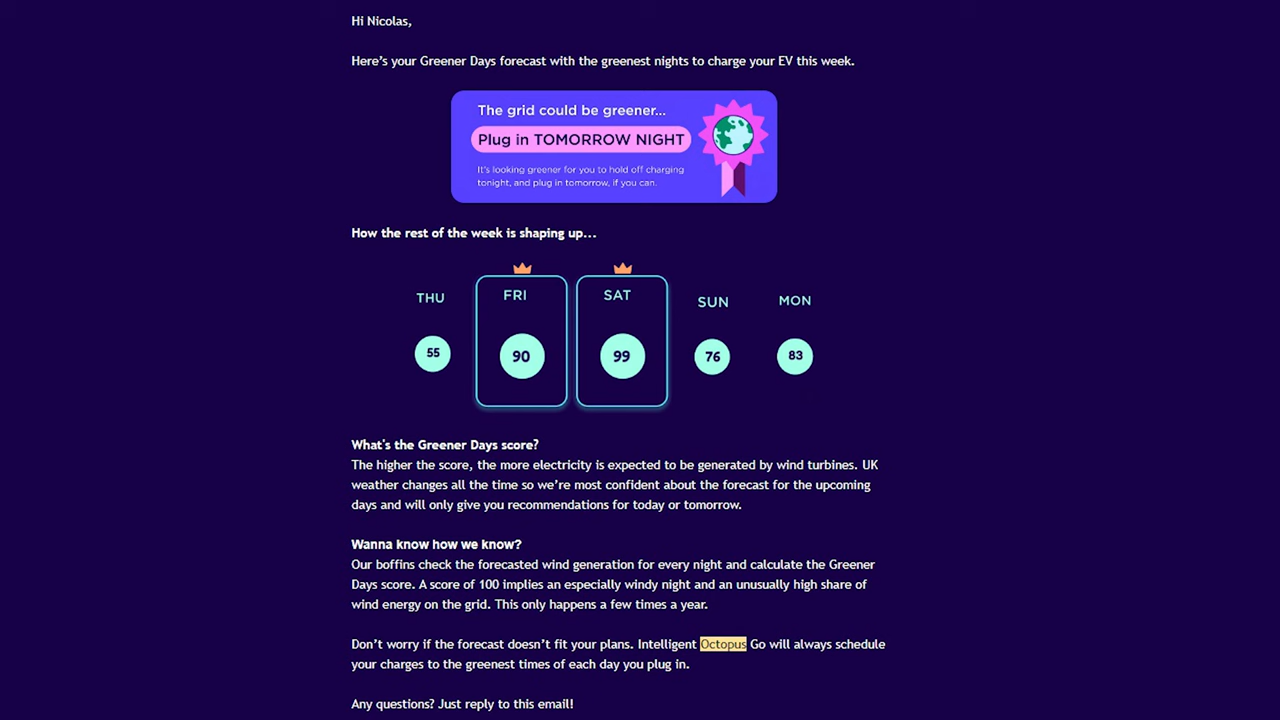 Hi Nicolas,
Here's your Greener Days forecast with the greenest nights to charge your EV this week.
The grid could be greener...
Plug in TOMORROW NIGHT
It's looking greener for you to hold off charging
tonight, and plug in tomorrow, if you can.
How the rest of the week is shaping up...
THU FRI SAT SUN MON
55 90 99 76 83
What's the Greener Days score?
The higher the score, the more electricity is expected to be generated by wind turbines. UK
weather changes all the time so we're most confident about the forecast for the upcoming
days and will only give you recommendations for today or tomorrow.
Wanna know how we know?
Our boffins check the forecasted wind generation for every night and calculate the Greener
Days score. A score of 100 implies an especially windy night and an unusually high share of
wind energy on the grid. This only happens a few times a year.
Don't worry if the forecast doesn't fit your plans. Intelligent Octopus Go will always schedule
your charges to the greenest times of each day you plug in.
Any questions? Just reply to this email!